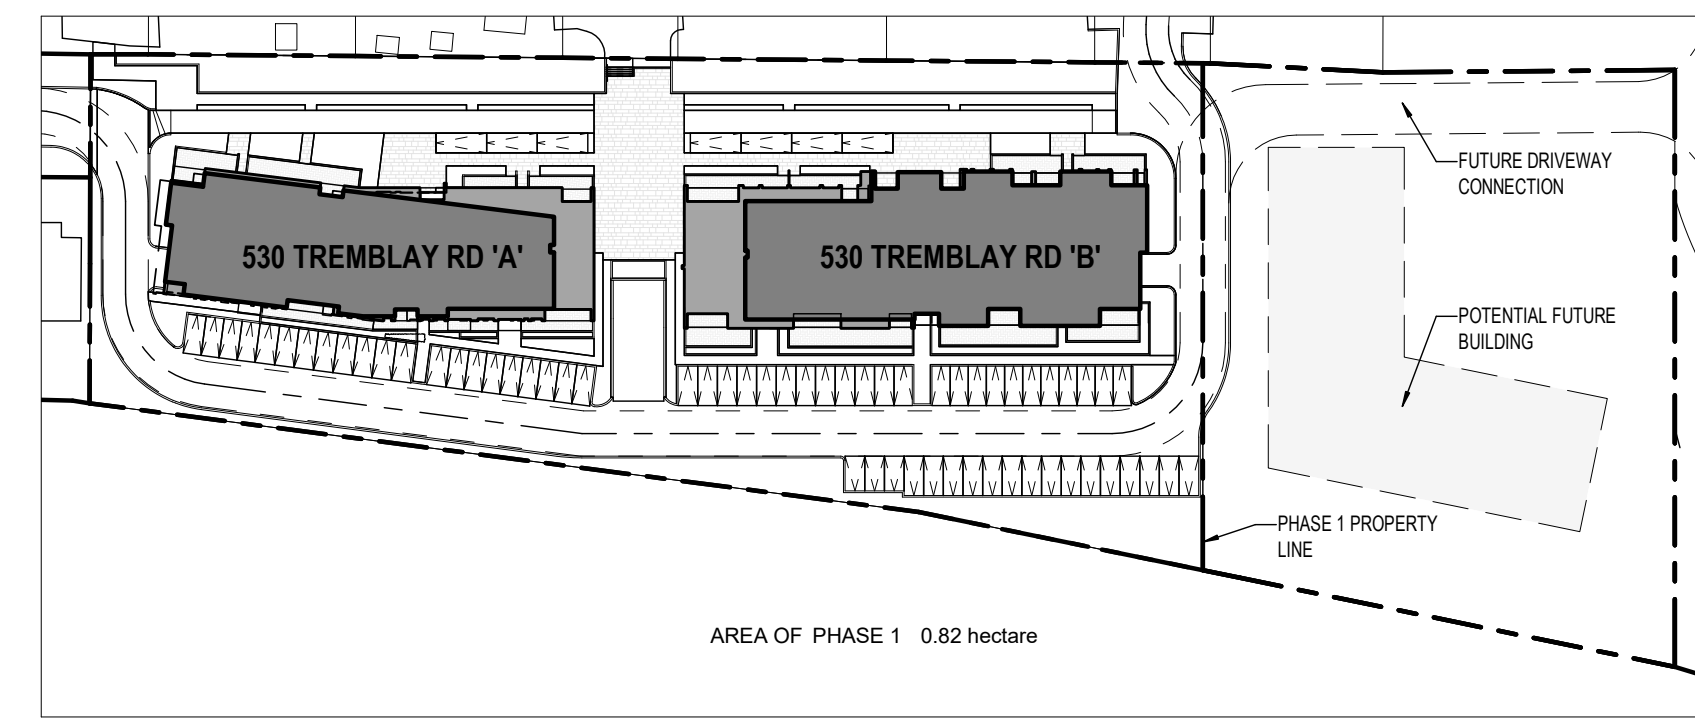 FUTURE DRIVEWAY
CONNECTION
530 TREMBLAY RD 'A'
530 TREMBLAY RD 'B'
POTENTIAL FUTURE
BUILDING
PHASE 1 PROPERTY
LINE
AREA OF PHASE 1 0.82 hectare